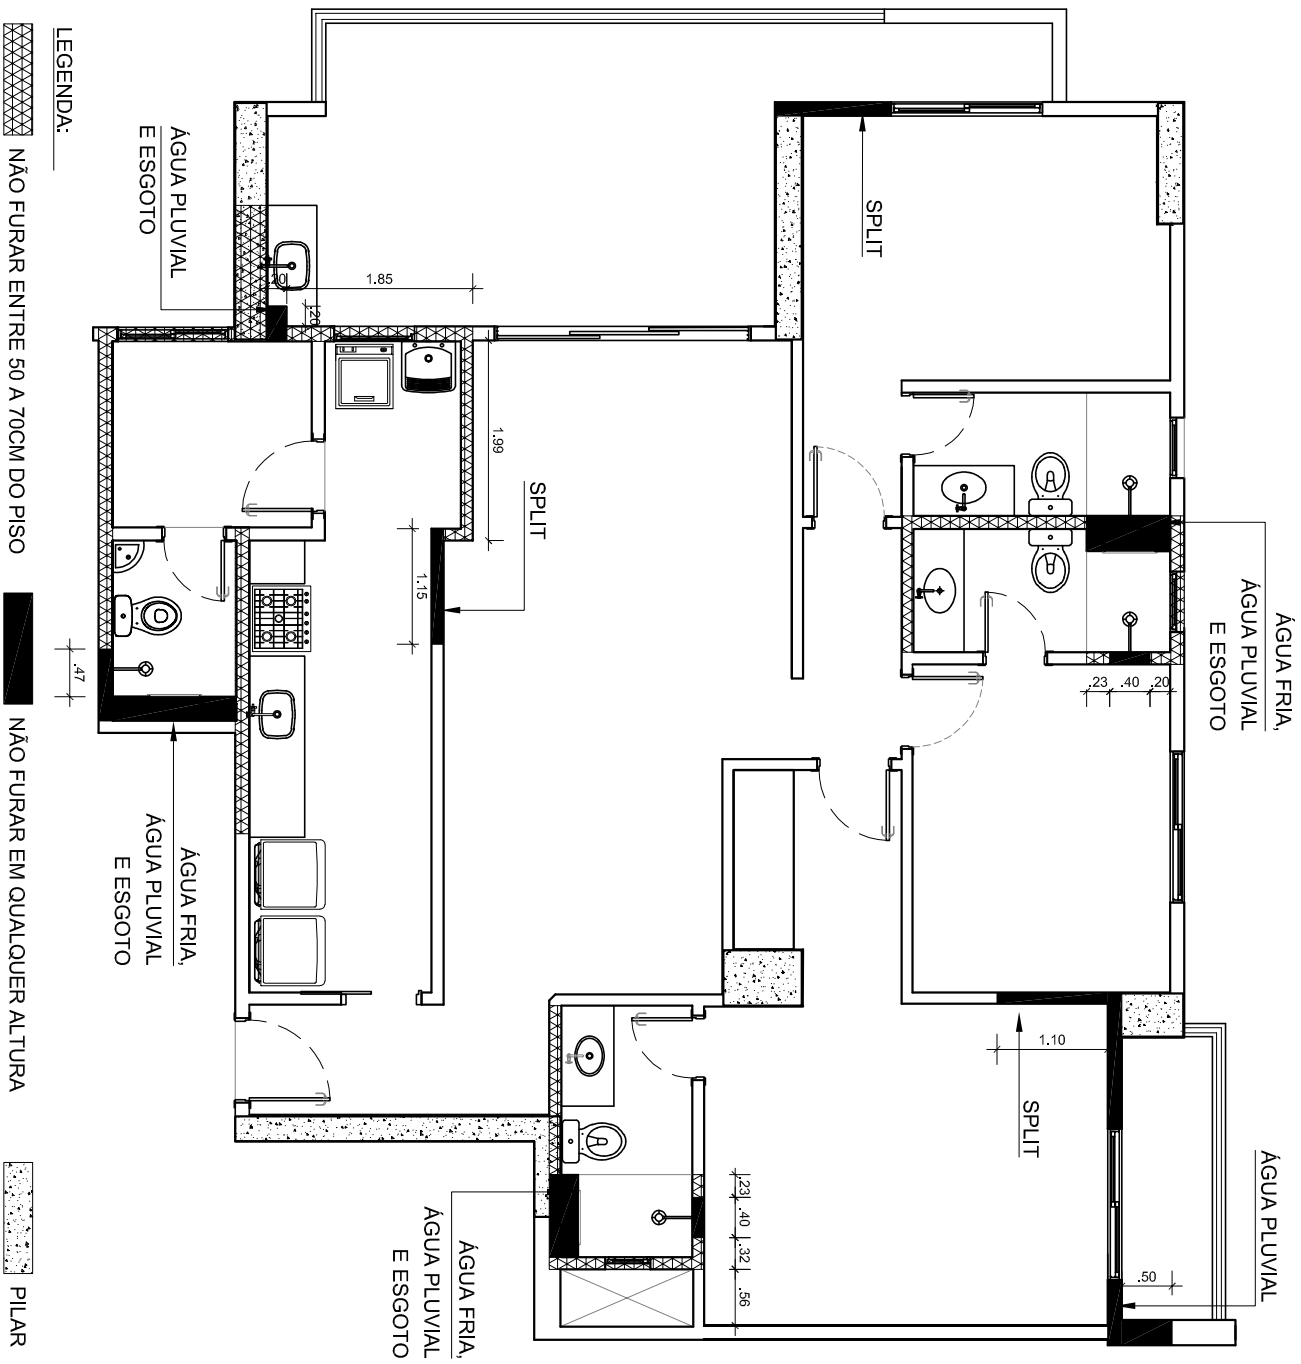 ÁGUA FRIA,
ÁGUA PLUVIAL
E ESGOTO
ÁGUA PLUVIAL
SPLIT
.23
.40
.20
.50
1.10
SPLIT
.23
.40
.32
.56
SPLIT
1.99
1.85
.20
.20
1.15
ÁGUA FRIA,
ÁGUA PLUVIAL
E ESGOTO
ÁGUA PLUVIAL
E ESGOTO
.47
ÁGUA FRIA,
ÁGUA PLUVIAL
E ESGOTO
LEGENDA:
NÃO FURAR ENTRE 50 A 70CM DO PISO
NÃO FURAR EM QUALQUER ALTURA
PILAR